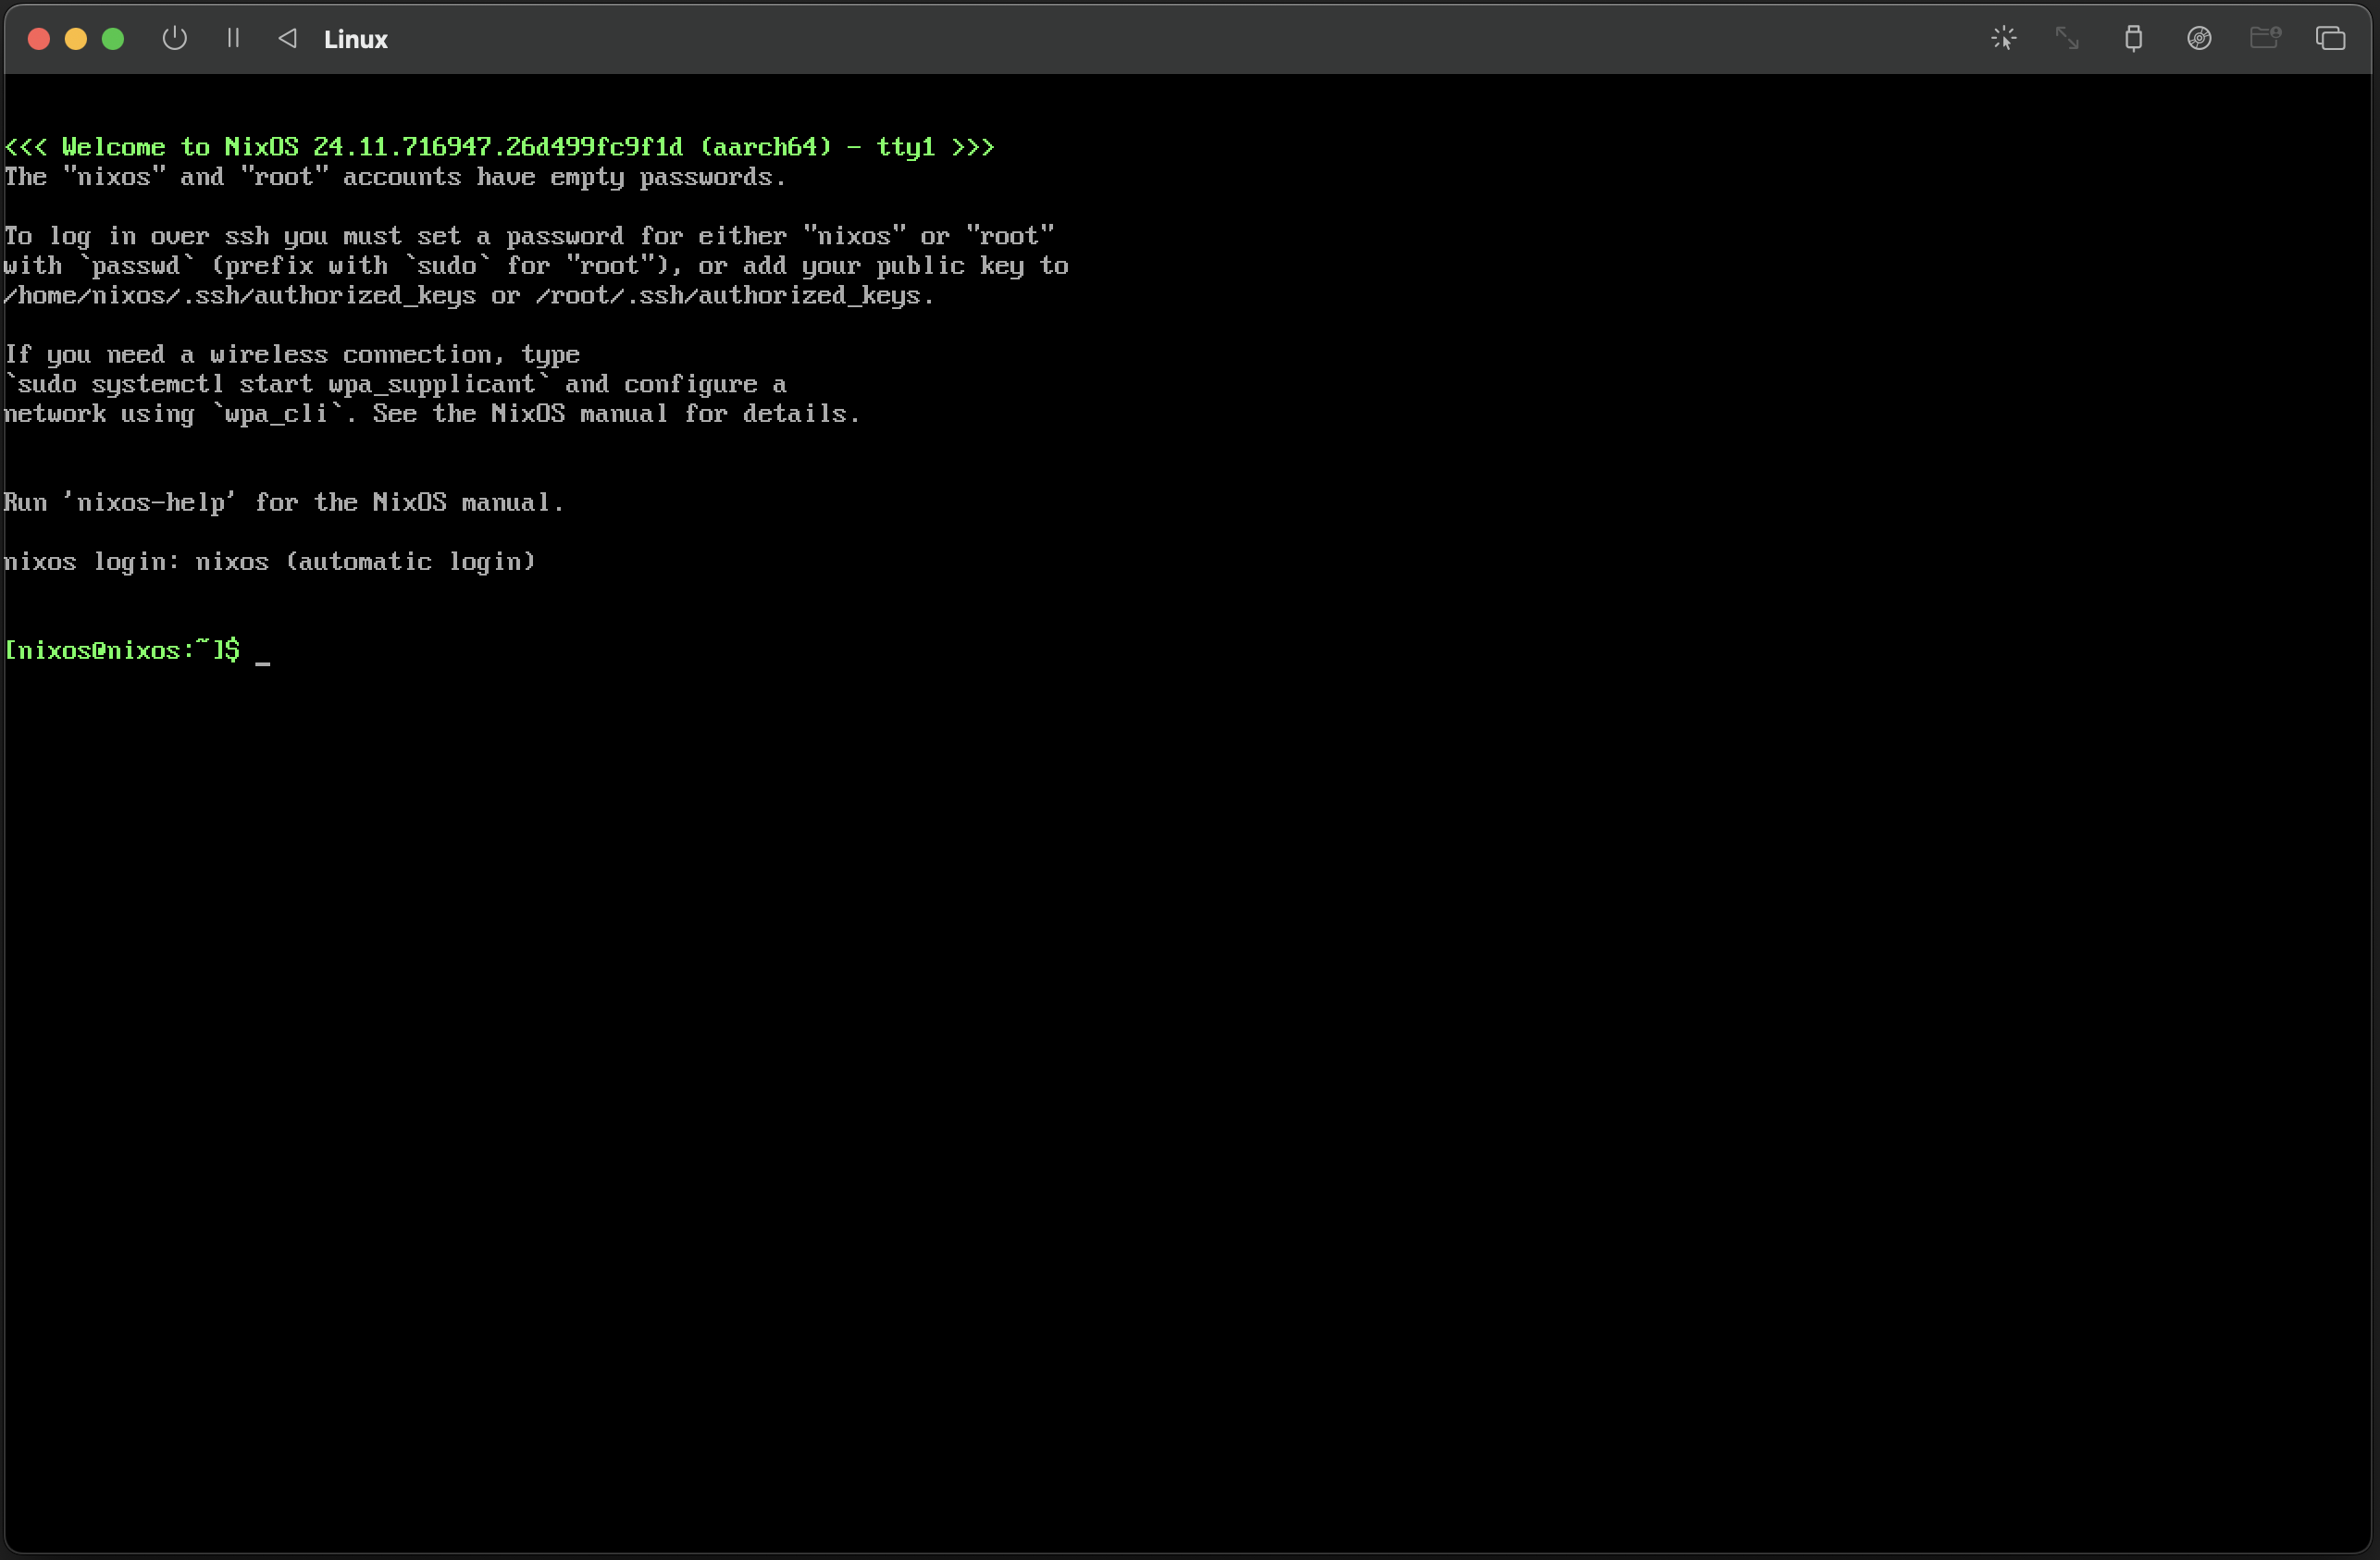 Linux
<<< Welcome to NixOS 24.11.716947.26d499fc9f1d (aarch64) - tty1 >>>
The "nixos" and "root" accounts have empty passwords.
To log in over ssh you must set a password for either "nixos" or "root"
with `passwd` (prefix with `sudo` for "root"), or add your public key to
/home/nixos/.ssh/authorized_keys or /root/.ssh/authorized_keys.
If you need a wireless connection, type
`sudo systemctl start wpa_supplicant` and configure a
network using `wpa_cli`. See the NixOS manual for details.
Run 'nixos-help' for the NixOS manual.
nixos login: nixos (automatic login)
[nixos@nixos:~]$ _